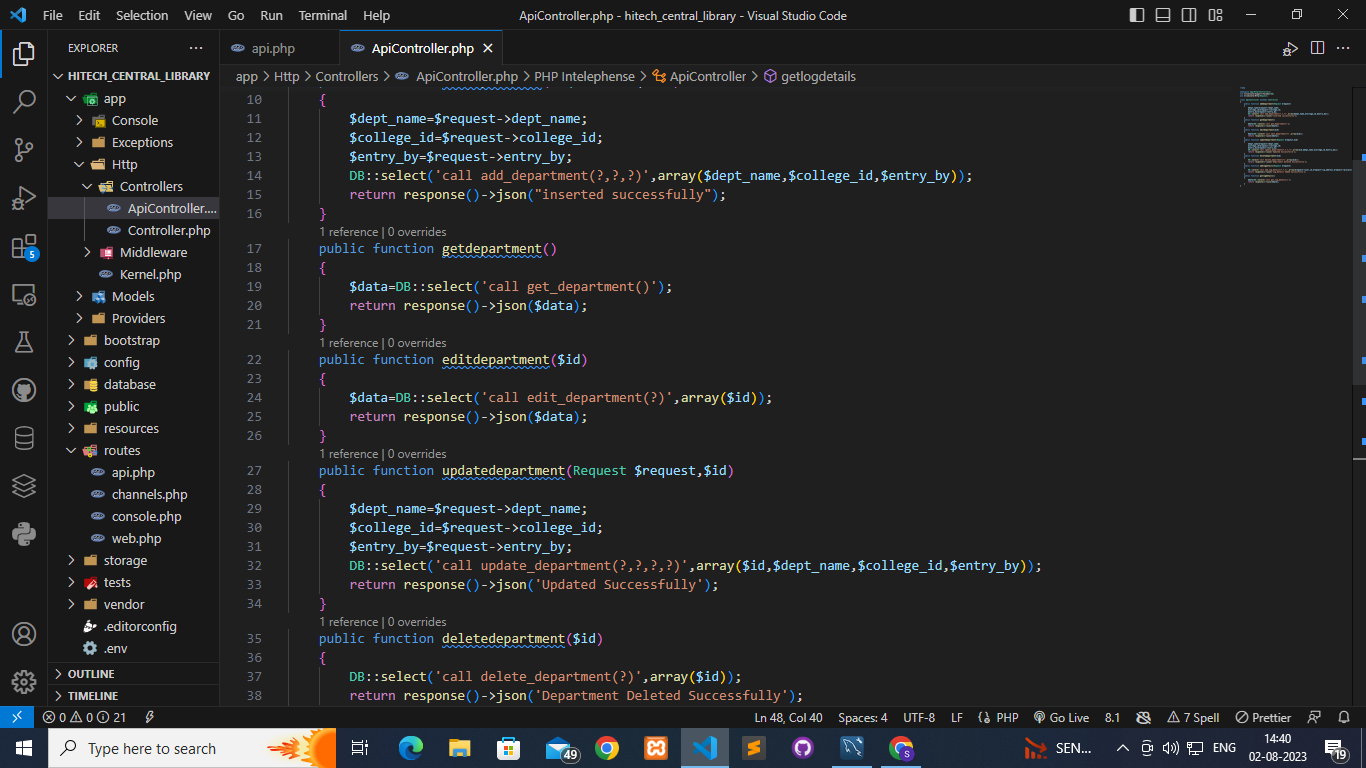 File Edit Selection View Go Run Terminal Help
ApiController.php - hitech_central_library - Visual Studio Code
EXPLORER
api.php
ApiController.php
HITECH_CENTRAL_LIBRARY
app
Console
Exceptions
Http
Controllers
ApiController....
Controller.php
Middleware
Kernel.php
Models
Providers
bootstrap
config
database
public
resources
routes
api.php
channels.php
console.php
web.php
storage
tests
vendor
.editorconfig
.env
OUTLINE
TIMELINE
5
app > Http > Controllers > ApiController.php > PHP Intelephense > ApiController > getlogdetails
10 {
11 $dept_name=$request->dept_name;
12 $college_id=$request->college_id;
13 $entry_by=$request->entry_by;
14 DB::select('call add_department(?,?,?)',array($dept_name,$college_id,$entry_by));
15 return response()->json("inserted successfully");
16 }
1 reference | 0 overrides
17 public function getdepartment()
18 {
19 $data=DB::select('call get_department()');
20 return response()->json($data);
21 }
1 reference | 0 overrides
22 public function editdepartment($id)
23 {
24 $data=DB::select('call edit_department(?)',array($id));
25 return response()->json($data);
26 }
1 reference | 0 overrides
27 public function updatedepartment(Request $request,$id)
28 {
29 $dept_name=$request->dept_name;
30 $college_id=$request->college_id;
31 $entry_by=$request->entry_by;
32 DB::select('call update_department(?,?,?,?)',array($id,$dept_name,$college_id,$entry_by));
33 return response()->json('Updated Successfully');
34 }
1 reference | 0 overrides
35 public function deletedepartment($id)
36 {
37 DB::select('call delete_department(?)',array($id));
38 return response()->json('Department Deleted Successfully');
0 0 21
Ln 48, Col 40 Spaces: 4 UTF-8 LF PHP Go Live 8.1 7 Spell Prettier
Type here to search
49
S
SEN...
ENG
14:40
02-08-2023
19